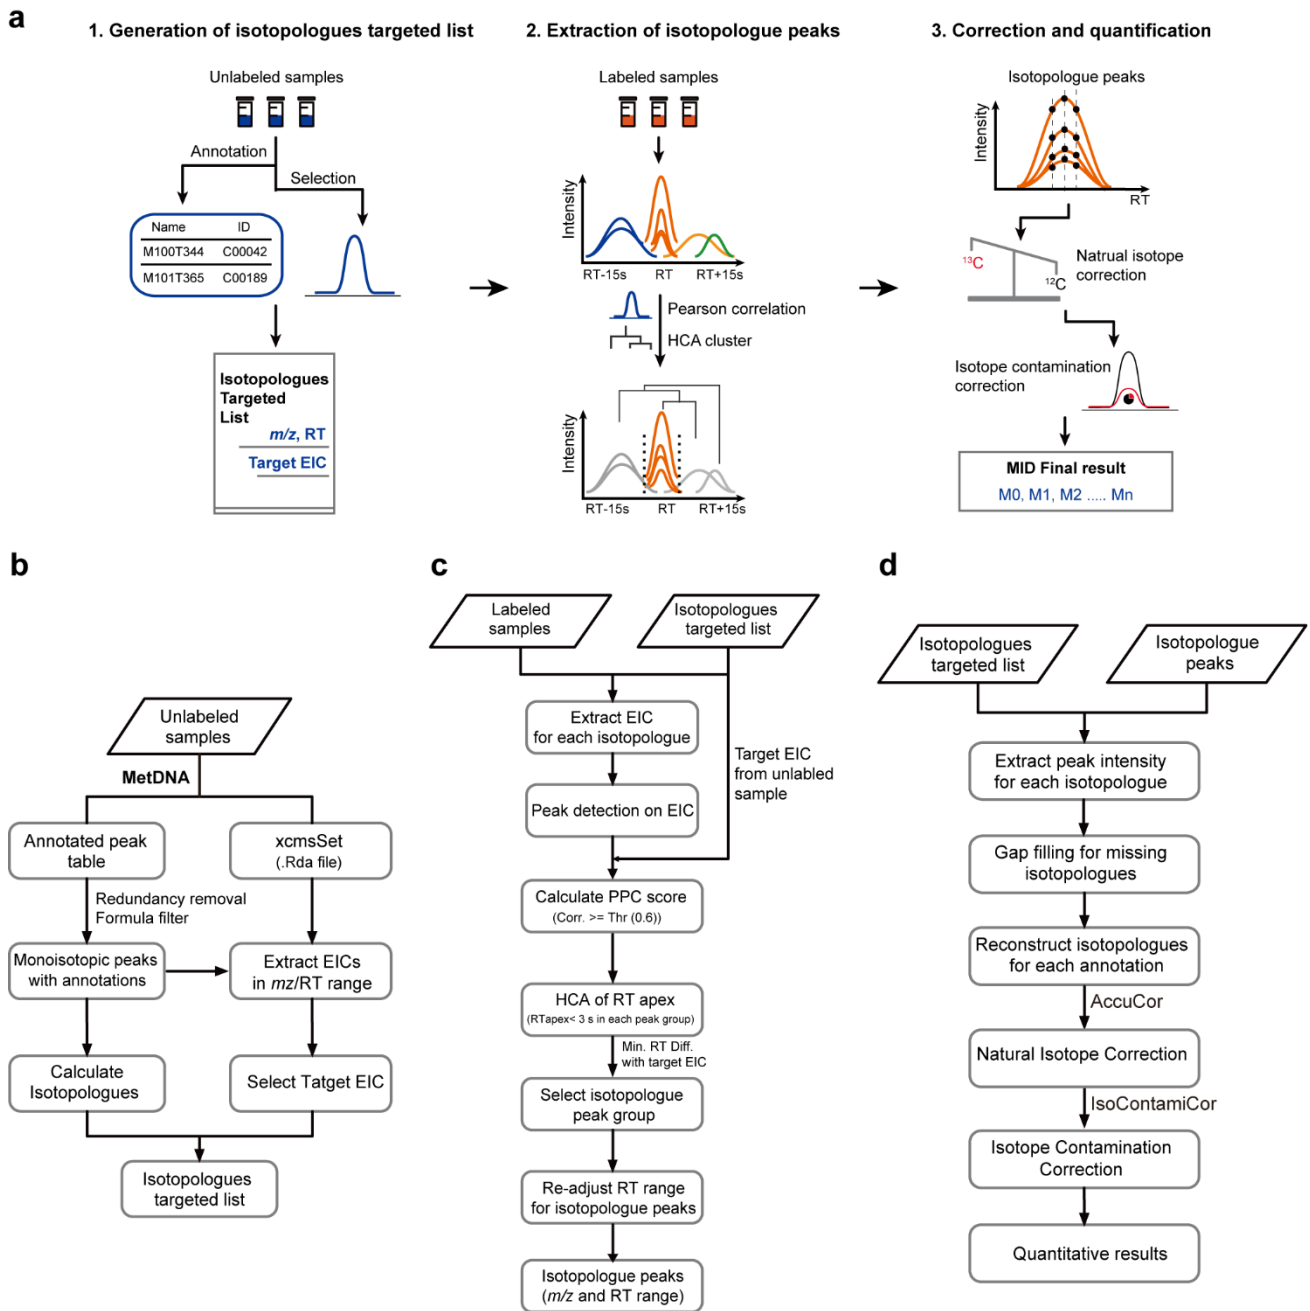 a
1. Generation of isotopologues targeted list
2. Extraction of isotopologue peaks
3. Correction and quantification
Unlabeled samples
Annotation
Selection
Name ID
M100T344 C00042
M101T365 C00189
Isotopologues
Targeted
List
m/z, RT
Target EIC
Labeled samples
Intensity
RT-15s RT RT+15s
Pearson correlation
HCA cluster
Intensity
RT-15s RT RT+15s
Isotopologue peaks
Intensity
RT
13C
12C
Natrual isotope
correction
Isotope contamination
correction
MID Final result
M0, M1, M2 ..... Mn
b
Unlabeled
samples
MetDNA
Annotated peak
table
xcmsSet
(.Rda file)
Redundancy removal
Formula filter
Monoisotopic peaks
with annotations
Extract EICs
in mz/RT range
Calculate
Isotopologues
Select Tatget EIC
Isotopologues
targeted list
c
Labeled
samples
Isotopologues
targeted list
Extract EIC
for each isotopologue
Target EIC
from unlabled
sample
Peak detection on EIC
Calculate PPC score
(Corr. >= Thr (0.6))
HCA of RT apex
(RTapex< 3 s in each peak group)
Min. RT Diff.
with target EIC
Select isotopologue
peak group
Re-adjust RT range
for isotopologue peaks
Isotopologue peaks
(m/z and RT range)
d
Isotopologues
targeted list
Isotopologue
peaks
Extract peak intensity
for each isotopologue
Gap filling for missing
isotopologues
Reconstruct isotopologues
for each annotation
AccuCor
Natural Isotope Correction
IsoContamiCor
Isotope Contamination
Correction
Quantitative results